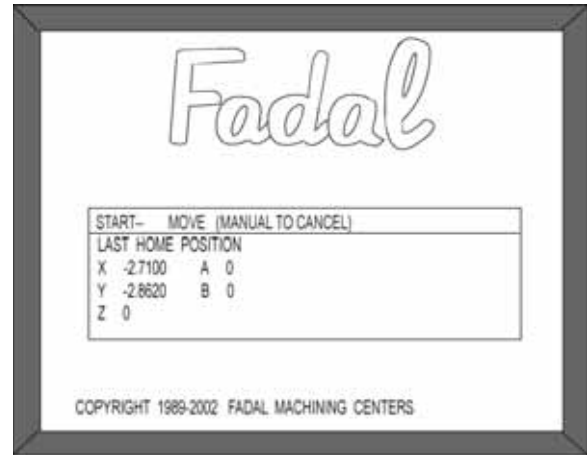 Fadal
START– MOVE (MANUAL TO CANCEL)
LAST HOME POSITION
X -2.7100 A 0
Y -2.8620 B 0
Z 0
COPYRIGHT 1989-2002 FADAL MACHINING CENTERS